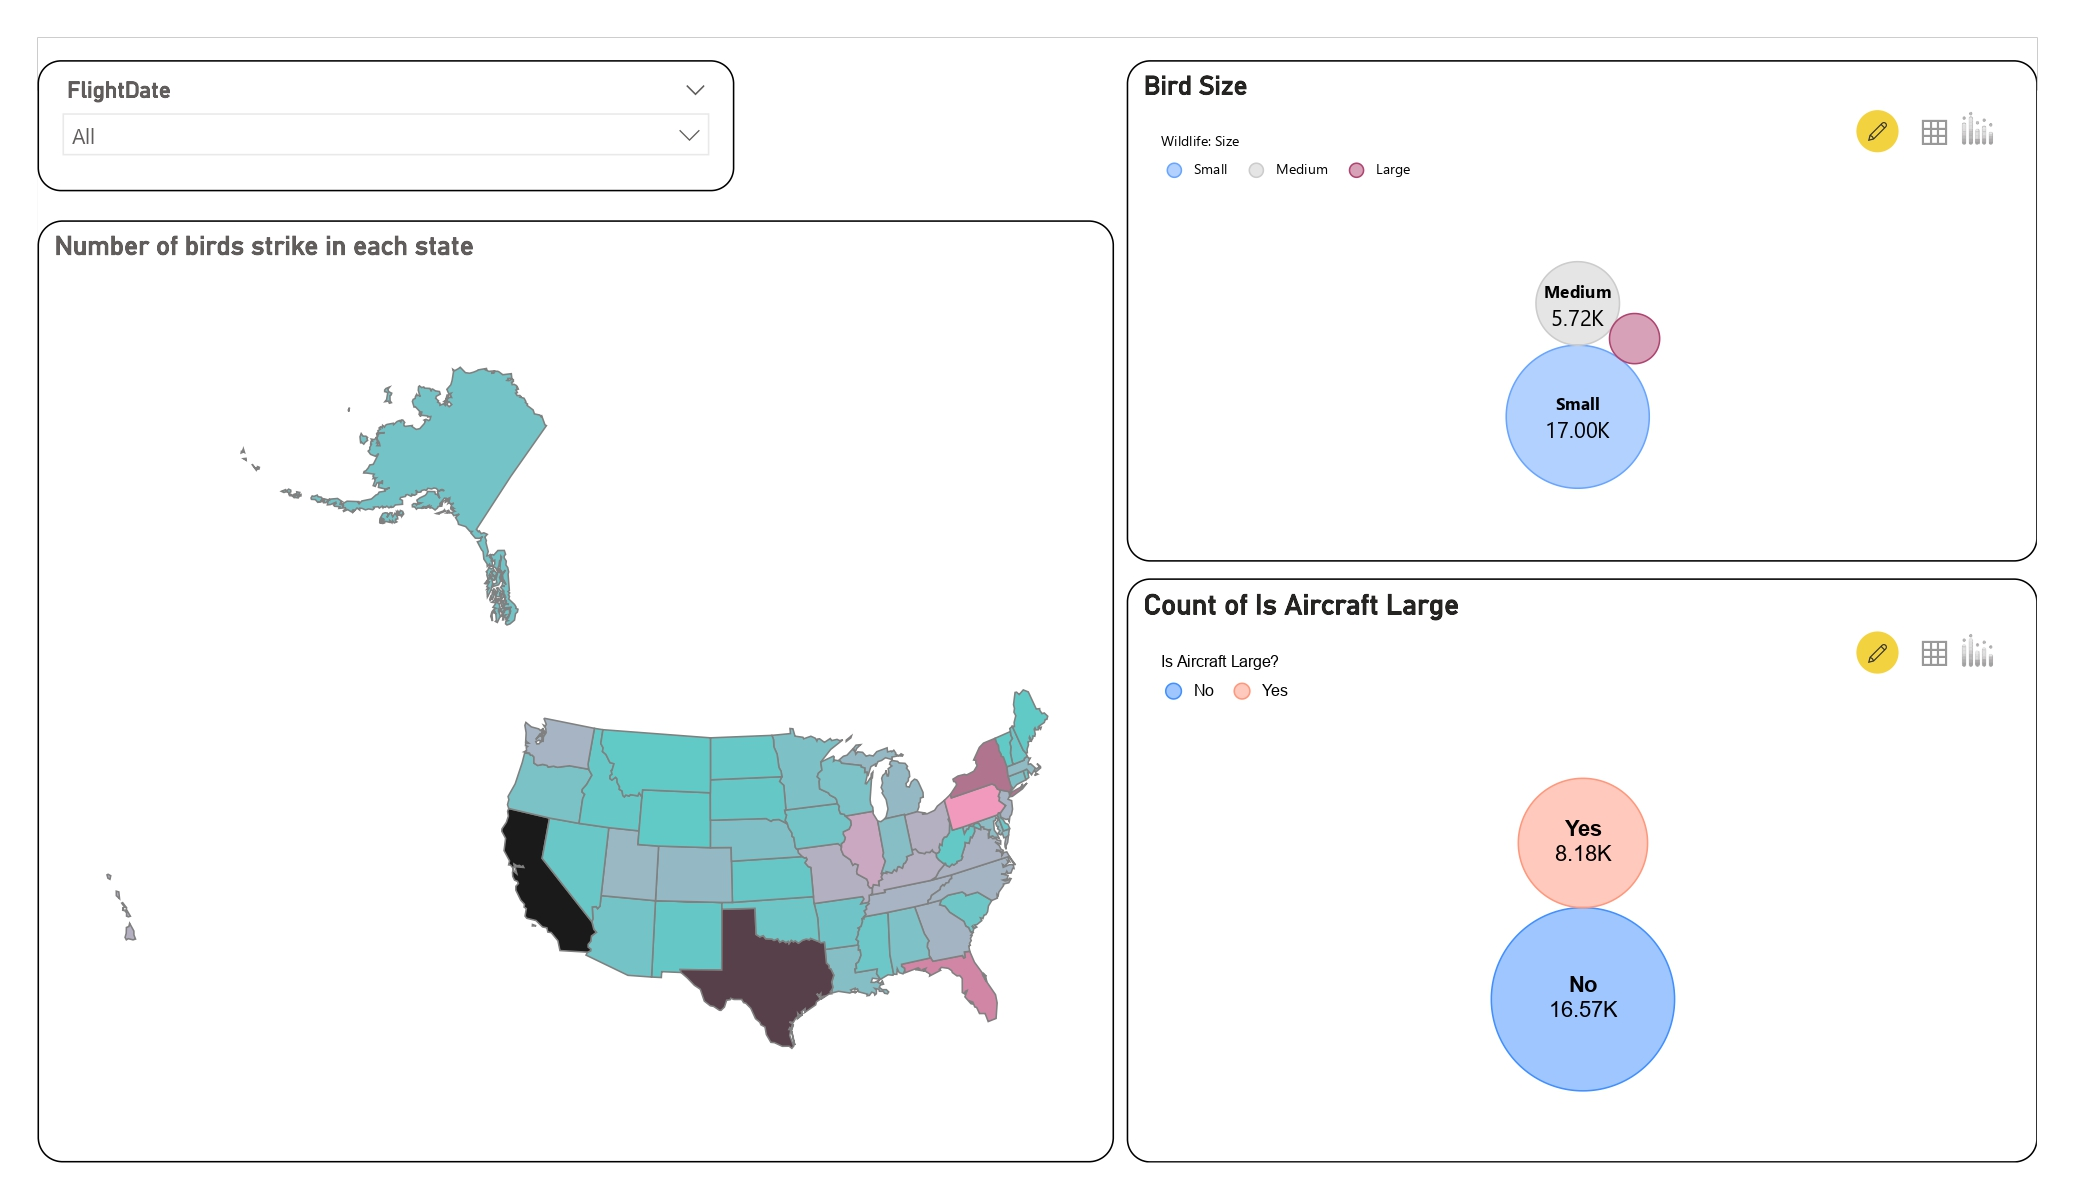 FlightDate
All
Number of birds strike in each state
Bird Size
Wildlife: Size
Small Medium Large
Medium
5.72K
Small
17.00K
Count of Is Aircraft Large
Is Aircraft Large?
No Yes
Yes
8.18K
No
16.57K